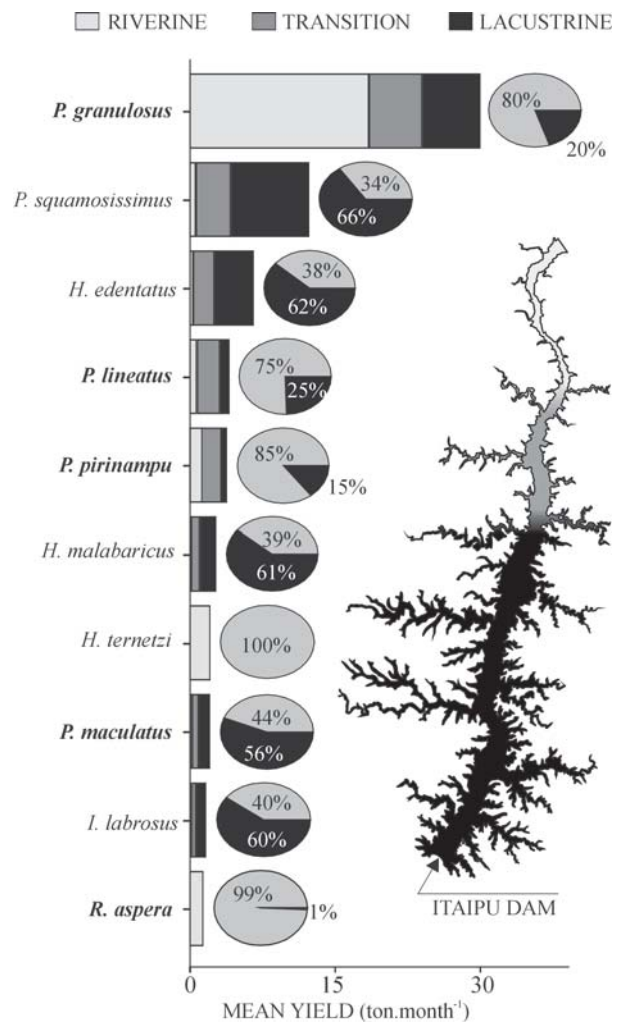 RIVERINE TRANSITION LACUSTRINE
P. granulosus 80%
20%
P. squamosissimus 34%
66%
H. edentatus 38%
62%
P. lineatus 75%
25%
P. pirinampu 85%
15%
H. malabaricus 39%
61%
H. ternetzi 100%
P. maculatus 44%
56%
I. labrosus 40%
60%
R. aspera 99%
1%
ITAIPU DAM
0 15 30
MEAN YIELD (ton.month⁻¹)